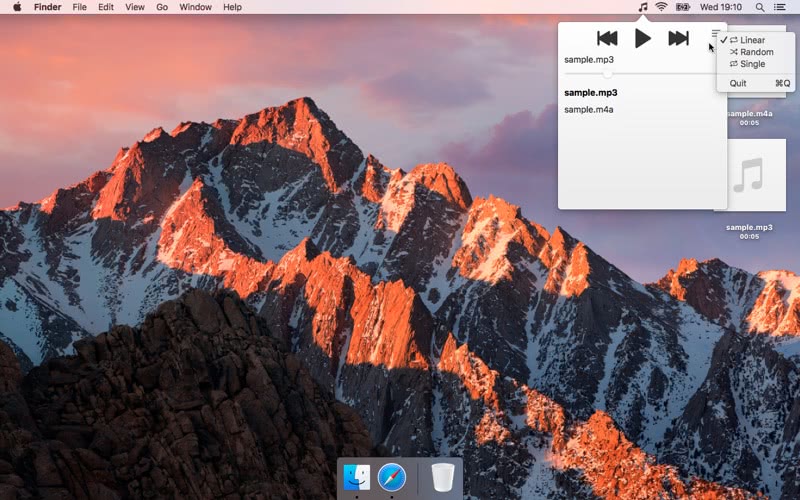 Finder File Edit View Go Window Help
Wed 19:10
sample.mp3
sample.mp3
sample.m4a
Linear
Random
Single
Quit ⌘Q
sample.m4a
00:05
sample.mp3
00:05